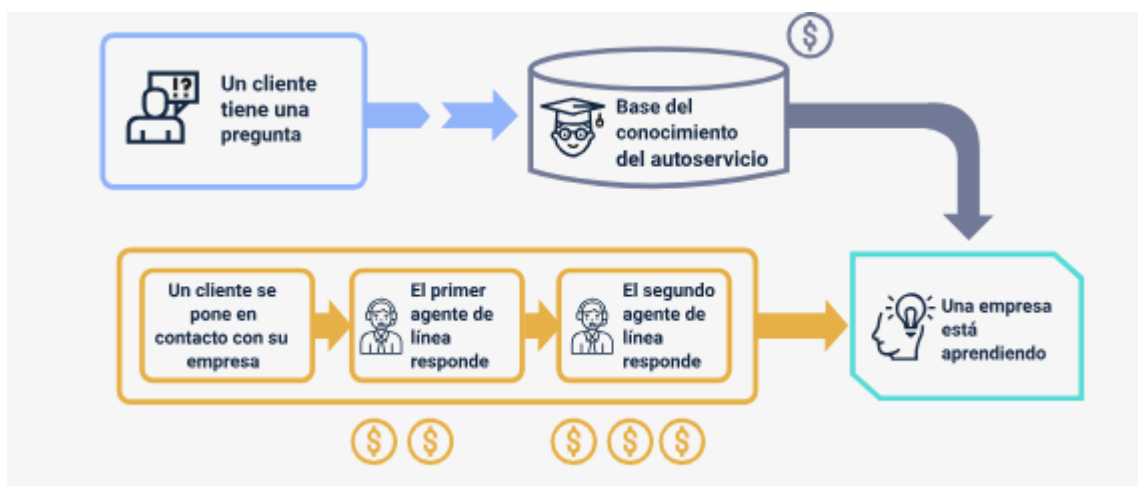 Un cliente
tiene una
pregunta
!?
$
Base del
conocimiento
del autoservicio
Un cliente se
pone en
contacto con su
empresa
El primer
agente de
línea
responde
El segundo
agente de
línea
responde
Una empresa
está
aprendiendo
$ $
$ $ $